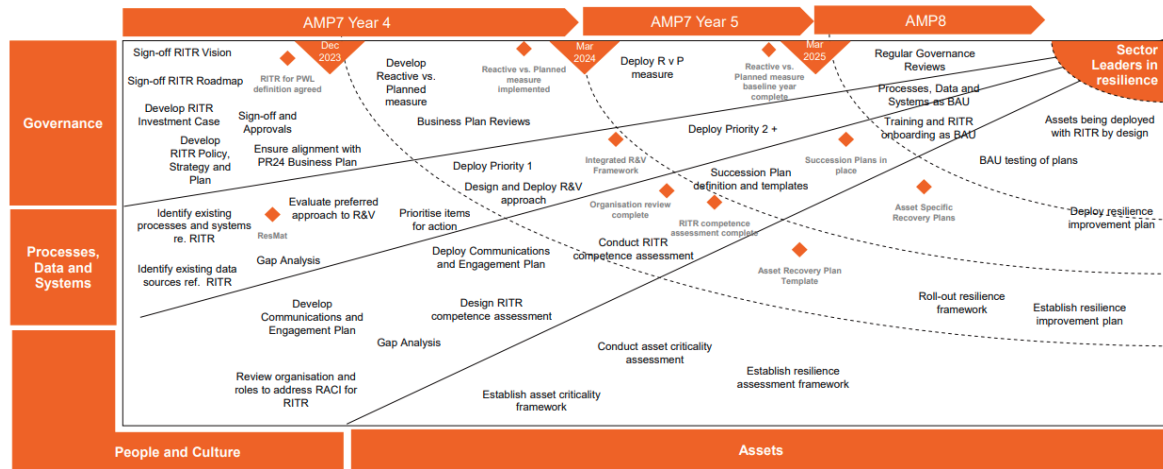 AMP7 Year 4
AMP7 Year 5
AMP8
Governance
Processes,
Data and
Systems
People and Culture
Assets
Dec
2023
Mar
2024
Mar
2025
Sector
Leaders in
resilience
Sign-off RITR Vision
Sign-off RITR Roadmap
RITR for PWL
definition agreed
Develop RITR
Investment Case
Sign-off and
Approvals
Develop
RITR Policy,
Strategy and
Plan
Ensure alignment with
PR24 Business Plan
Develop
Reactive vs.
Planned
measure
Business Plan Reviews
Reactive vs. Planned
measure
implemented
Deploy R v P
measure
Reactive vs.
Planned measure
baseline year
complete
Regular Governance
Reviews
Processes, Data and
Systems as BAU
Training and RITR
onboarding as BAU
Assets being deployed
with RITR by design
BAU testing of plans
Deploy resilience
improvement plan
Identify existing
processes and systems
re. RITR
ResMat
Evaluate preferred
approach to R&V
Gap Analysis
Identify existing data
sources ref. RITR
Deploy Priority 1
Design and Deploy R&V
approach
Prioritise items
for action
Integrated R&V
Framework
Deploy Priority 2 +
Succession Plans in
place
Succession Plan
definition and templates
Organisation review
complete
RITR competence
assessment complete
Asset Specific
Recovery Plans
Deploy Communications
and Engagement Plan
Conduct RITR
competence assessment
Asset Recovery Plan
Template
Develop
Communications and
Engagement Plan
Design RITR
competence assessment
Gap Analysis
Review organisation
and roles to address RACI for
RITR
Conduct asset criticality
assessment
Establish asset criticality
framework
Establish resilience
assessment framework
Roll-out resilience
framework
Establish resilience
improvement plan